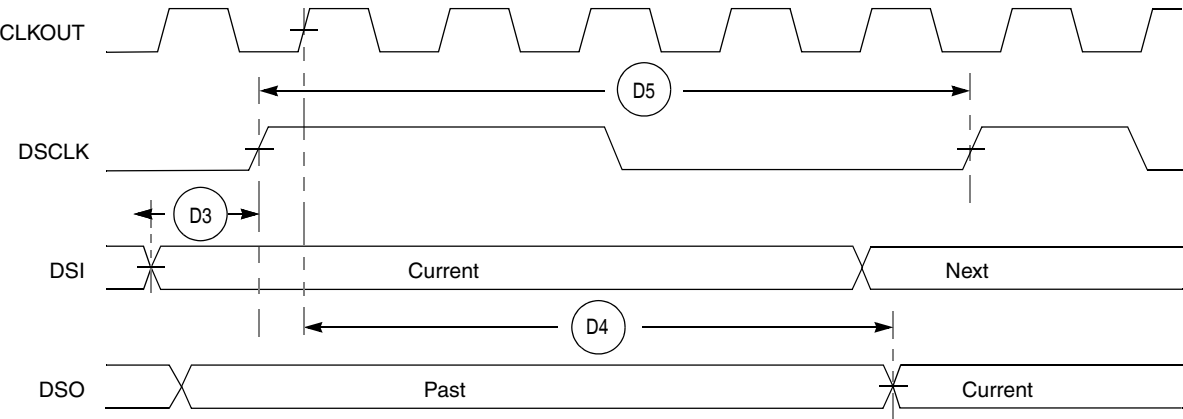 CLKOUT
D5
DSCLK
D3
DSI
Current
Next
D4
DSO
Past
Current